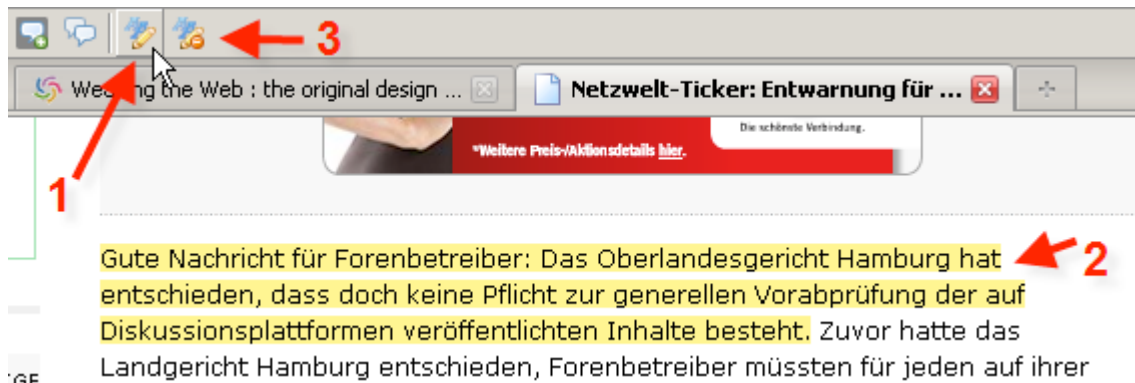 3
Weaving the Web : the original design ...
Netzwelt-Ticker: Entwarnung für ...
1
Die schönste Verbindung.
*Weitere Preis-/Aktionsdetails hier.
Gute Nachricht für Forenbetreiber: Das Oberlandesgericht Hamburg hat
2
entschieden, dass doch keine Pflicht zur generellen Vorabprüfung der auf
Diskussionsplattformen veröffentlichten Inhalte besteht. Zuvor hatte das
Landgericht Hamburg entschieden, Forenbetreiber müssten für jeden auf ihrer